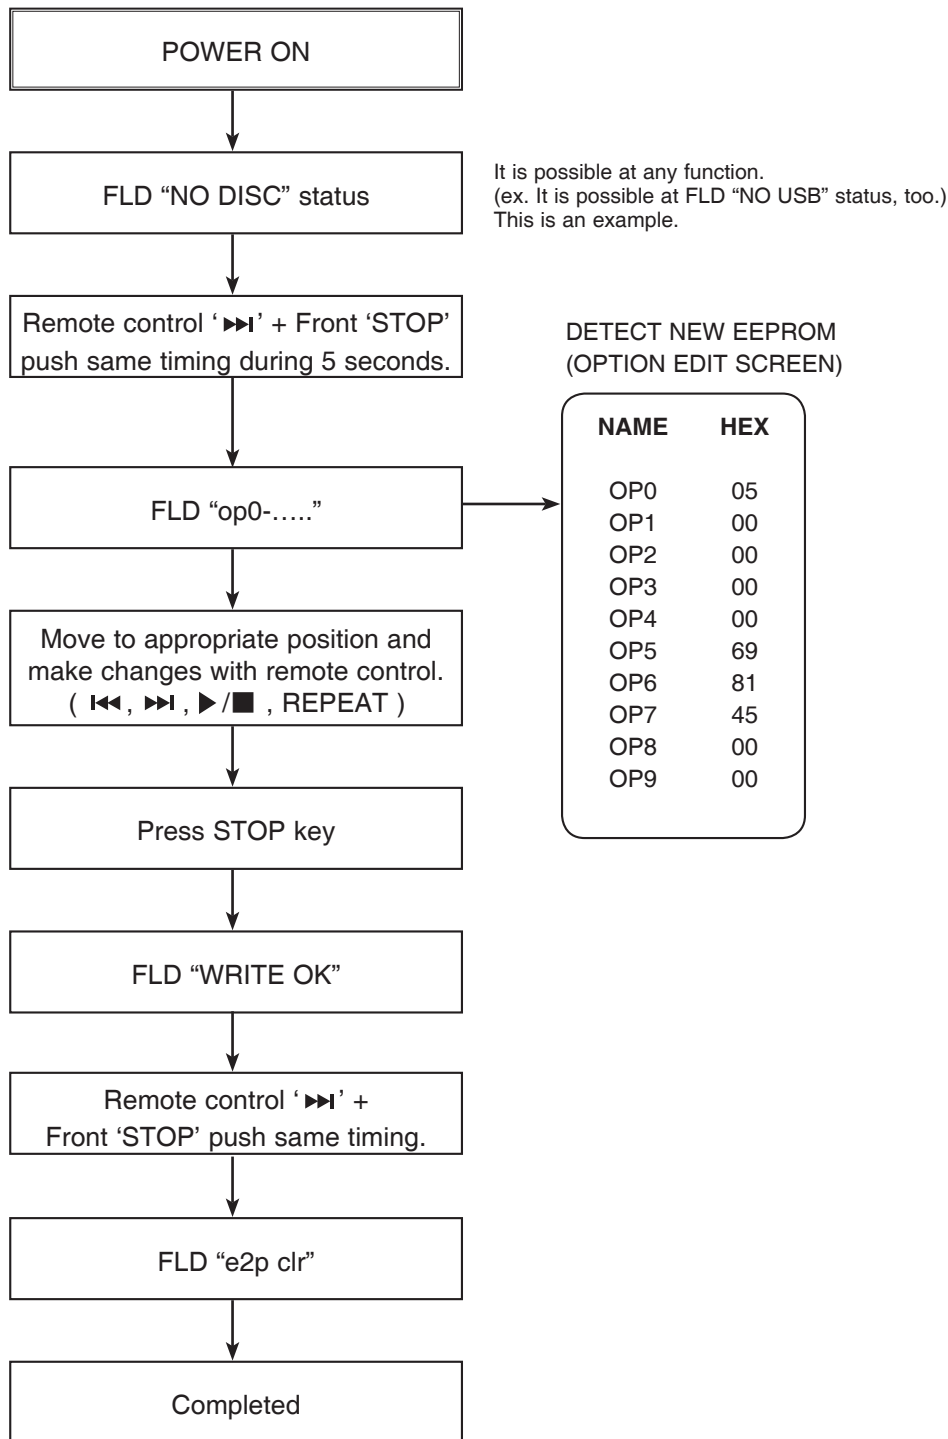 POWER ON
FLD “NO DISC” status
It is possible at any function.
(ex. It is possible at FLD “NO USB” status, too.)
This is an example.
Remote control ‘ ⏭ ’ + Front ‘STOP’
push same timing during 5 seconds.
FLD “op0-.....”
DETECT NEW EEPROM
(OPTION EDIT SCREEN)
NAME HEX
OP0 05
OP1 00
OP2 00
OP3 00
OP4 00
OP5 69
OP6 81
OP7 45
OP8 00
OP9 00
Move to appropriate position and
make changes with remote control.
( ⏮ , ⏭ , ▶ /■ , REPEAT )
Press STOP key
FLD “WRITE OK”
Remote control ‘ ⏭ ’ +
Front ‘STOP’ push same timing.
FLD “e2p clr”
Completed